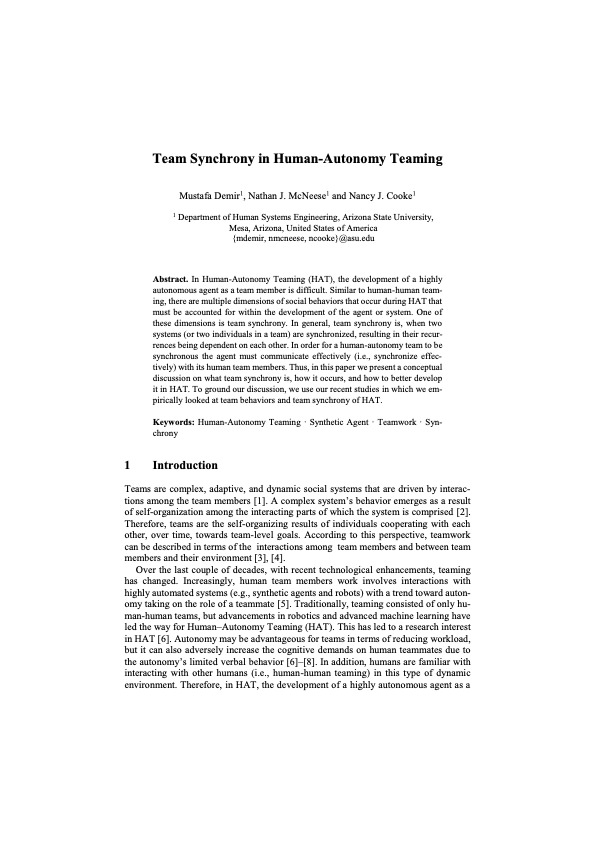 Team Synchrony in Human-Autonomy Teaming
Mustafa Demir1, Nathan J. McNeese1 and Nancy J. Cooke1
1 Department of Human Systems Engineering, Arizona State University,
Mesa, Arizona, United States of America
{mdemir, nmcneese, ncooke}@asu.edu
Abstract. In Human-Autonomy Teaming (HAT), the development of a highly
autonomous agent as a team member is difficult. Similar to human-human team-
ing, there are multiple dimensions of social behaviors that occur during HAT that
must be accounted for within the development of the agent or system. One of
these dimensions is team synchrony. In general, team synchrony is, when two
systems (or two individuals in a team) are synchronized, resulting in their recur-
rences being dependent on each other. In order for a human-autonomy team to be
synchronous the agent must communicate effectively (i.e., synchronize effec-
tively) with its human team members. Thus, in this paper we present a conceptual
discussion on what team synchrony is, how it occurs, and how to better develop
it in HAT. To ground our discussion, we use our recent studies in which we em-
pirically looked at team behaviors and team synchrony of HAT.
Keywords: Human-Autonomy Teaming · Synthetic Agent · Teamwork · Syn-
chrony
1 Introduction
Teams are complex, adaptive, and dynamic social systems that are driven by interac-
tions among the team members [1]. A complex system's behavior emerges as a result
of self-organization among the interacting parts of which the system is comprised [2].
Therefore, teams are the self-organizing results of individuals cooperating with each
other, over time, towards team-level goals. According to this perspective, teamwork
can be described in terms of the interactions among team members and between team
members and their environment [3], [4].
Over the last couple of decades, with recent technological enhancements, teaming
has changed. Increasingly, human team members work involves interactions with
highly automated systems (e.g., synthetic agents and robots) with a trend toward auton-
omy taking on the role of a teammate [5]. Traditionally, teaming consisted of only hu-
man-human teams, but advancements in robotics and advanced machine learning have
led the way for Human–Autonomy Teaming (HAT). This has led to a research interest
in HAT [6]. Autonomy may be advantageous for teams in terms of reducing workload,
but it can also adversely increase the cognitive demands on human teammates due to
the autonomy's limited verbal behavior [6]–[8]. In addition, humans are familiar with
interacting with other humans (i.e., human-human teaming) in this type of dynamic
environment. Therefore, in HAT, the development of a highly autonomous agent as a